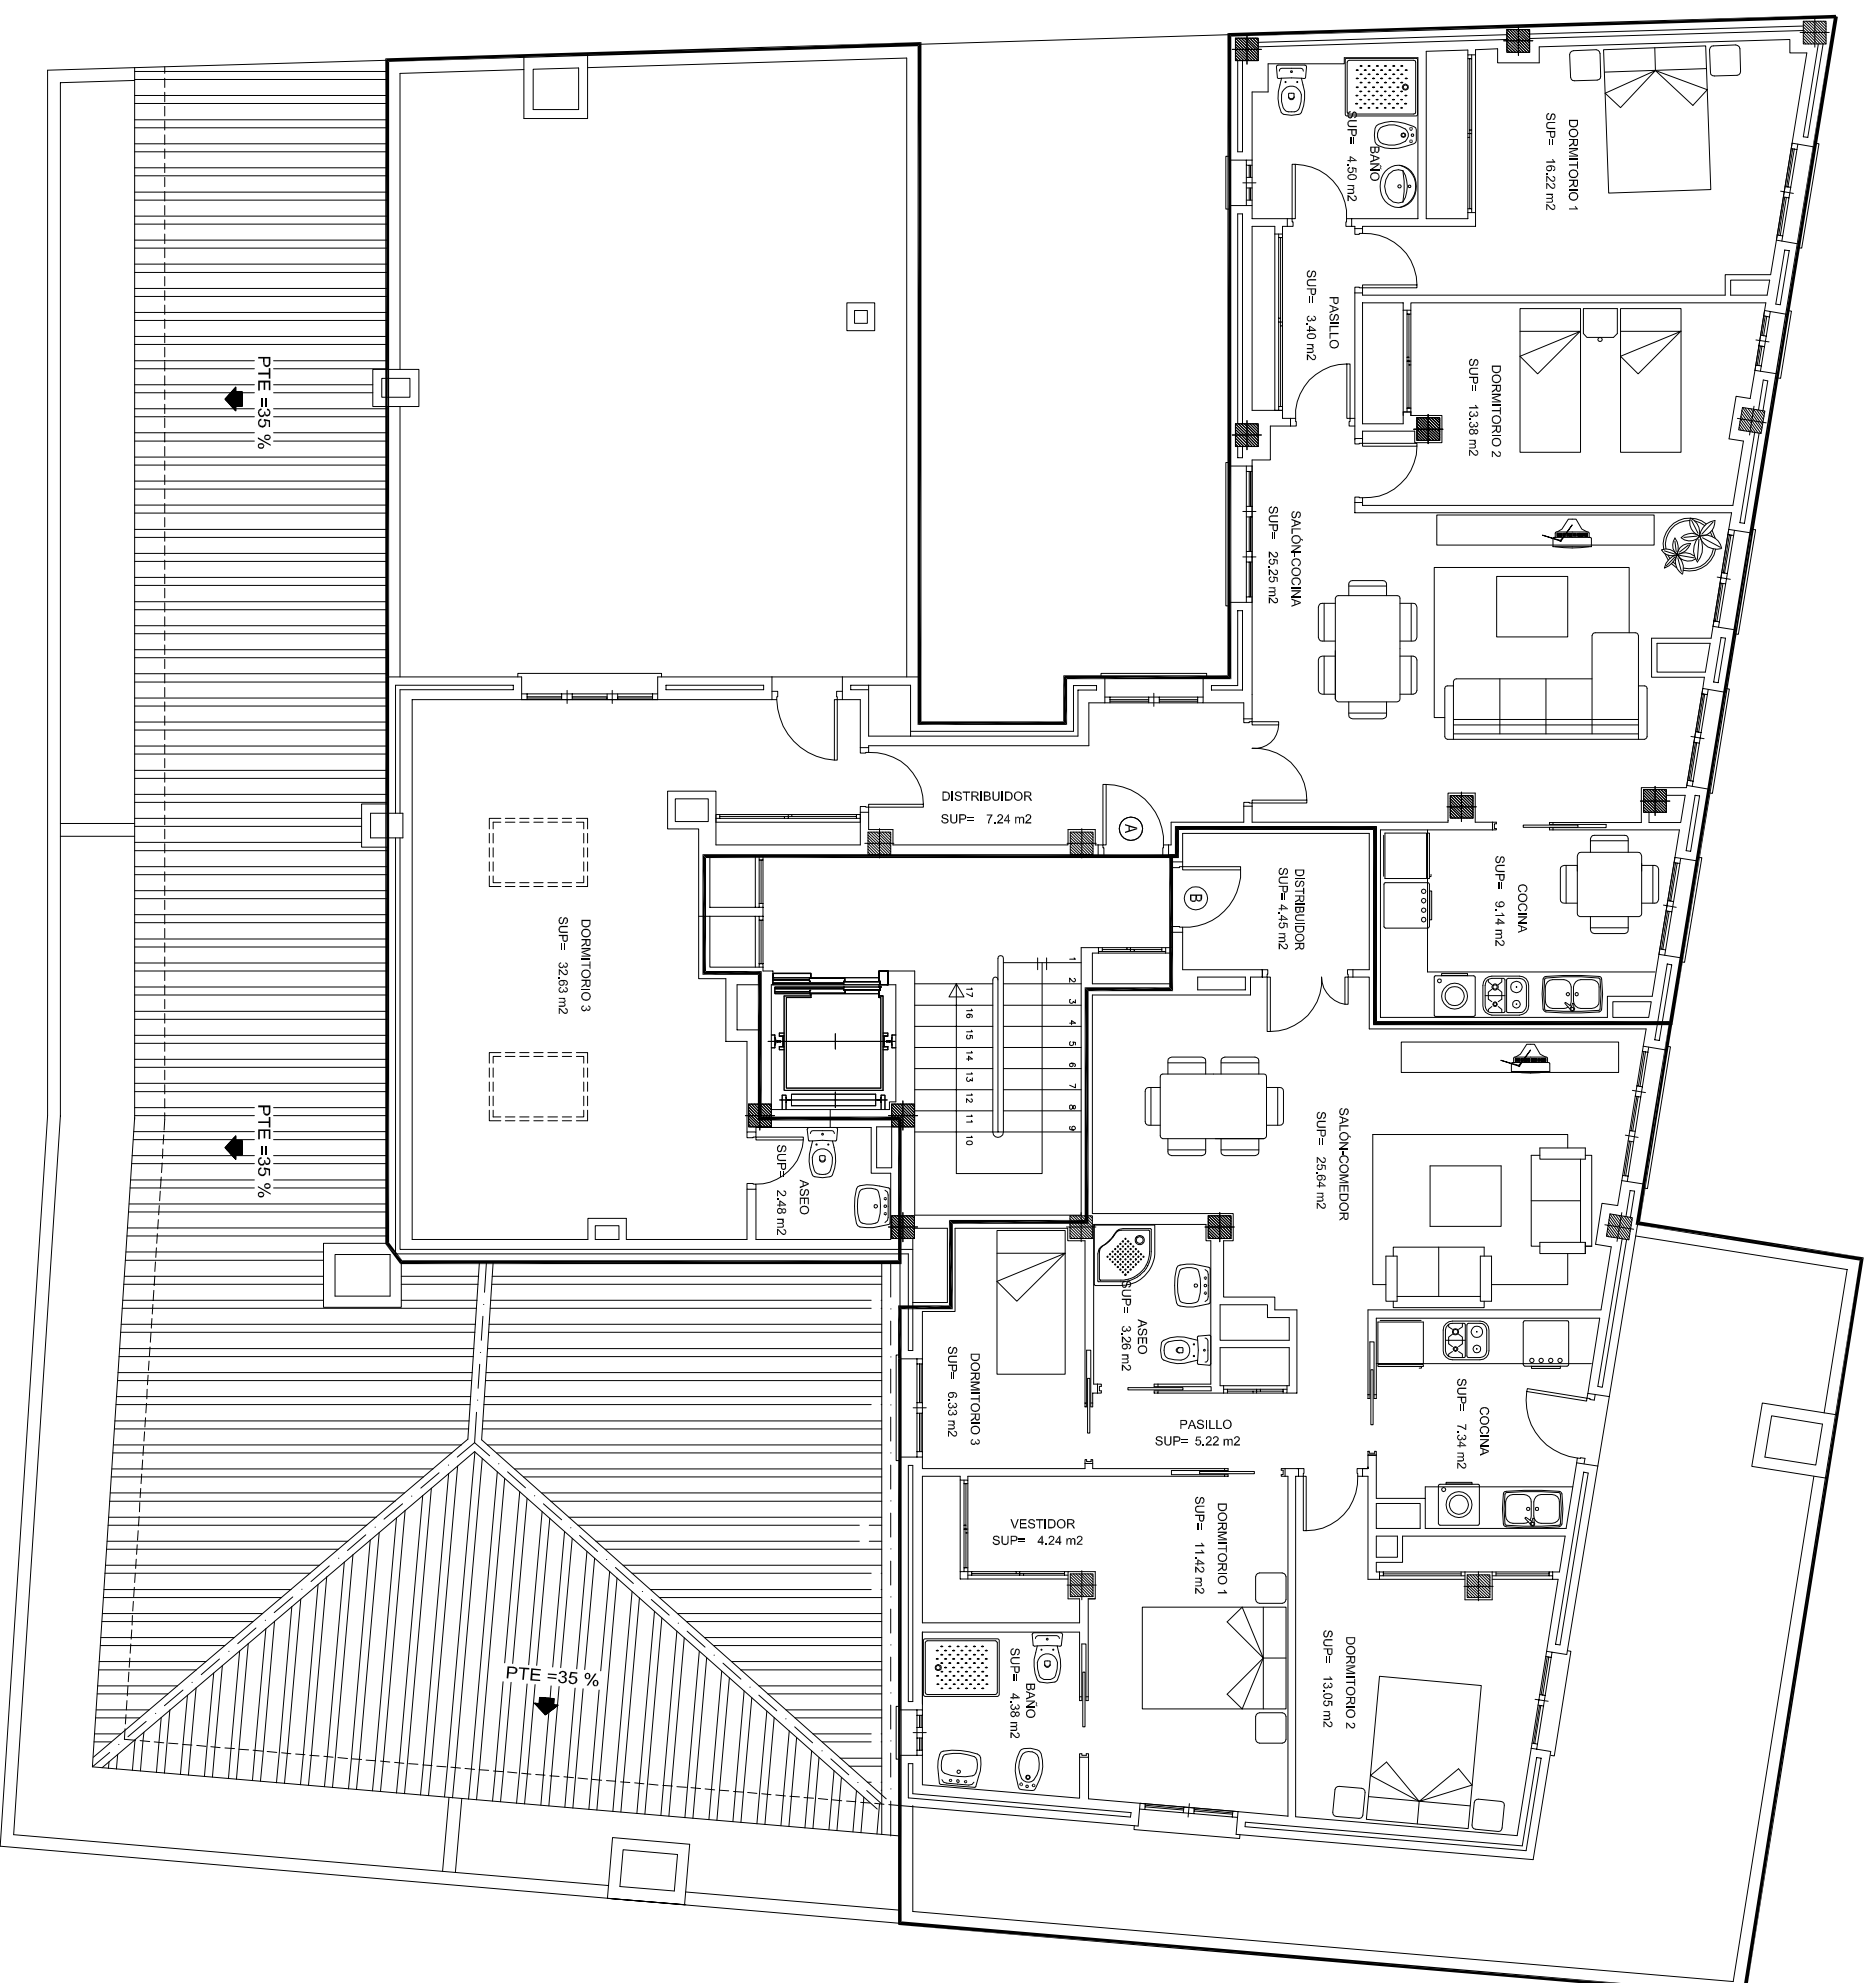 DORMITORIO 1
SUP= 16.22 m2
BAÑO
SUP= 4.50 m2
PASILLO
SUP= 3.40 m2
DORMITORIO 2
SUP= 13.38 m2
SALÓN-COCINA
SUP= 25.25 m2
PTE =35 %
DISTRIBUIDOR
SUP= 7.24 m2
A
COCINA
SUP= 9.14 m2
DISTRIBUIDOR
SUP= 4.45 m2
B
DORMITORIO 3
SUP= 32.63 m2
1
2
3
4
5
6
7
8
9
17
16
15
14
13
12
11
10
SALÓN-COMEDOR
SUP= 25.64 m2
PTE =35 %
ASEO
SUP= 2.48 m2
ASEO
SUP= 3.26 m2
DORMITORIO 3
SUP= 6.33 m2
PASILLO
SUP= 5.22 m2
COCINA
SUP= 7.34 m2
VESTIDOR
SUP= 4.24 m2
DORMITORIO 1
SUP= 11.42 m2
DORMITORIO 2
SUP= 13.05 m2
BAÑO
SUP= 4.38 m2
PTE =35 %